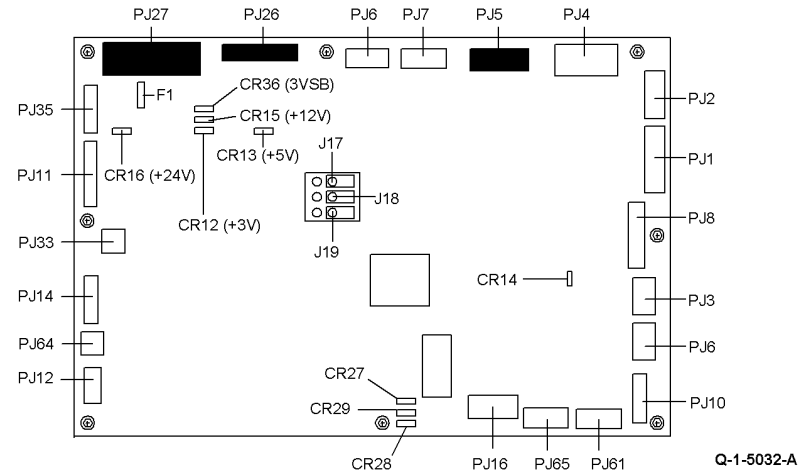 PJ27 PJ26 PJ6 PJ7 PJ5 PJ4
CR36 (3VSB)
F1
PJ2
PJ35
CR15 (+12V)
J17
CR13 (+5V)
PJ1
PJ11
CR16 (+24V)
J18
PJ8
CR12 (+3V)
PJ33
J19
CR14
PJ14
PJ3
PJ64
PJ6
CR27
PJ12
PJ10
CR29
CR28
PJ16
PJ65
PJ61
Q-1-5032-A